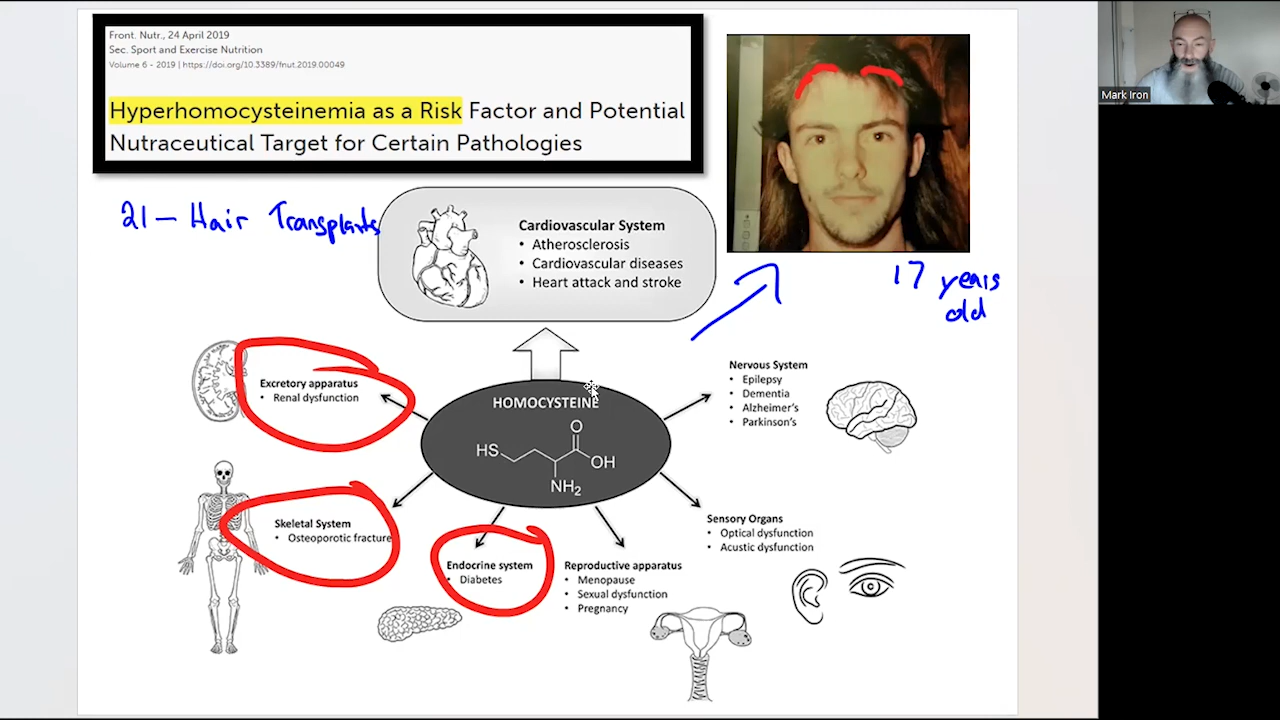 Front. Nutr., 24 April 2019
Sec. Sport and Exercise Nutrition
Volume 6 - 2019 | https://doi.org/10.3389/fnut.2019.00049
Hyperhomocysteinemia as a Risk Factor and Potential
Nutraceutical Target for Certain Pathologies
Mark Iron
21 - Hair Transplants
Cardiovascular System
• Atherosclerosis
• Cardiovascular diseases
• Heart attack and stroke
17 years
old
Excretory apparatus
• Renal dysfunction
HOMOCYSTEINE
HS
O
OH
NH2
Nervous System
• Epilepsy
• Dementia
• Alzheimer's
• Parkinson's
Skeletal System
• Osteoporotic fracture
Sensory Organs
• Optical dysfunction
• Acustic dysfunction
Endocrine system
• Diabetes
Reproductive apparatus
• Menopause
• Sexual dysfunction
• Pregnancy